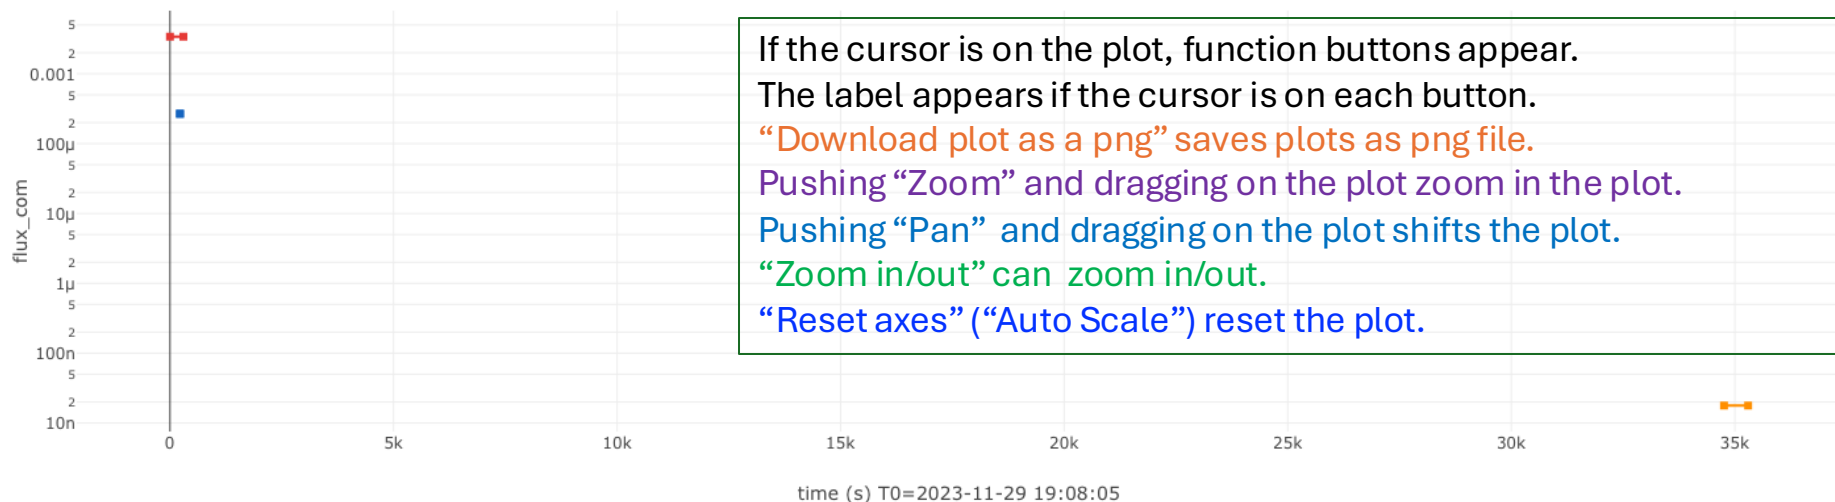 5
2
0.001
5
2
100μ
5
2
10μ
5
2
1μ
5
2
100n
5
2
10n
flux_com
If the cursor is on the plot, function buttons appear.
The label appears if the cursor is on each button.
“Download plot as a png” saves plots as png file.
Pushing “Zoom” and dragging on the plot zoom in the plot.
Pushing “Pan”  and dragging on the plot shifts the plot.
“Zoom in/out” can  zoom in/out.
“Reset axes” (“Auto Scale”) reset the plot.
0 5k 10k 15k 20k 25k 30k 35k
time (s) T0=2023-11-29 19:08:05